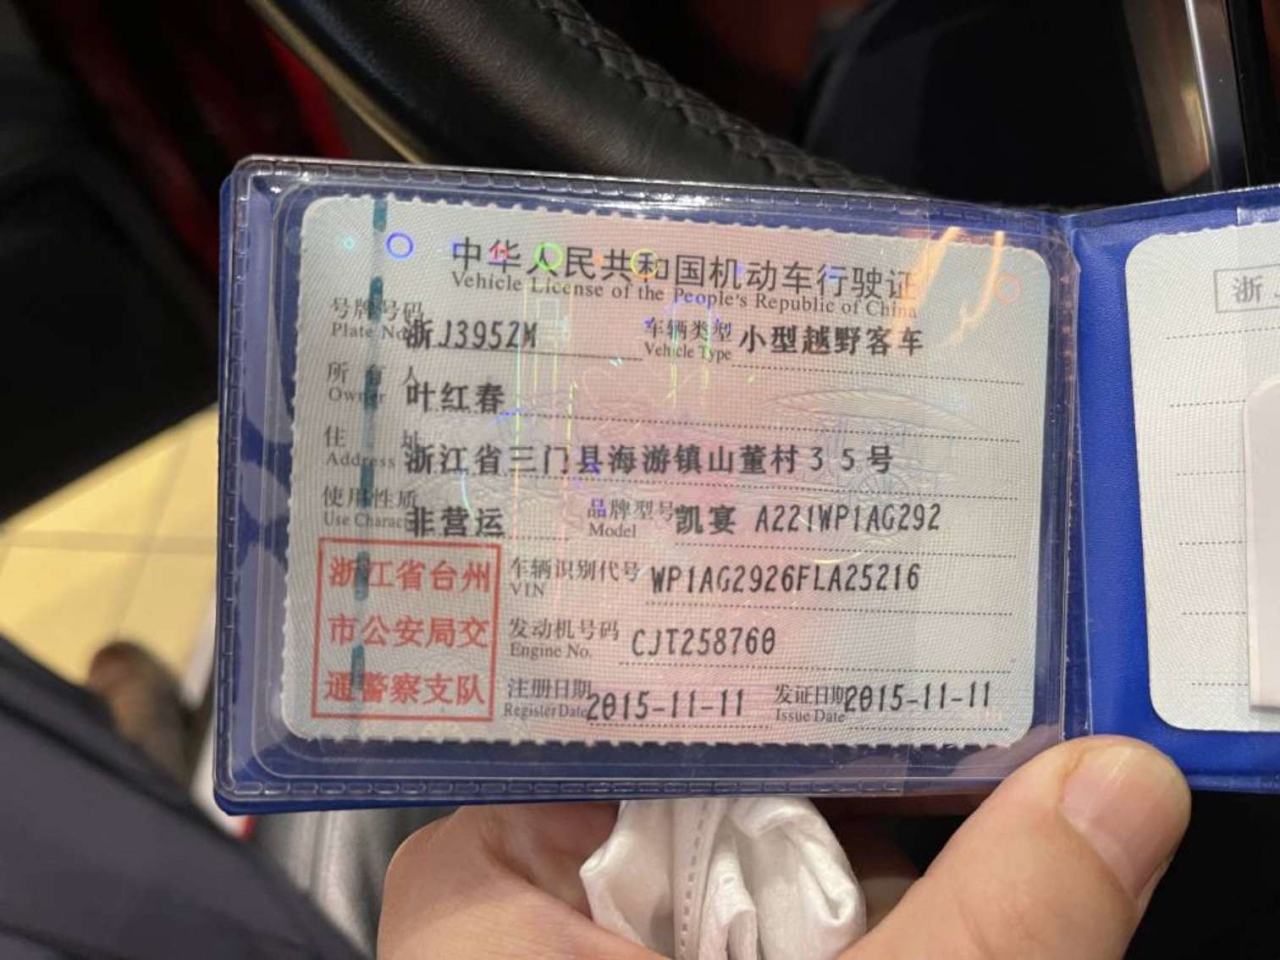 中华人民共和国机动车行驶证
Vehicle License of the People's Republic of China
号牌号码 浙J3952M 车辆类型 小型越野客车
Plate No. Vehicle Type
所有人 叶红春
Owner
住址 浙江省三门县海游镇山董村35号
Address
使用性质 非营运 品牌型号 凯宴 A221WP1AG292
Use Charac Model
浙江省台州
市公安局交
通警察支队
车辆识别代号 WP1AG2926FLA25216
VIN
发动机号码 CJT258760
Engine No.
注册日期 2015-11-11 发证日期 2015-11-11
Register Date Issue Date
浙